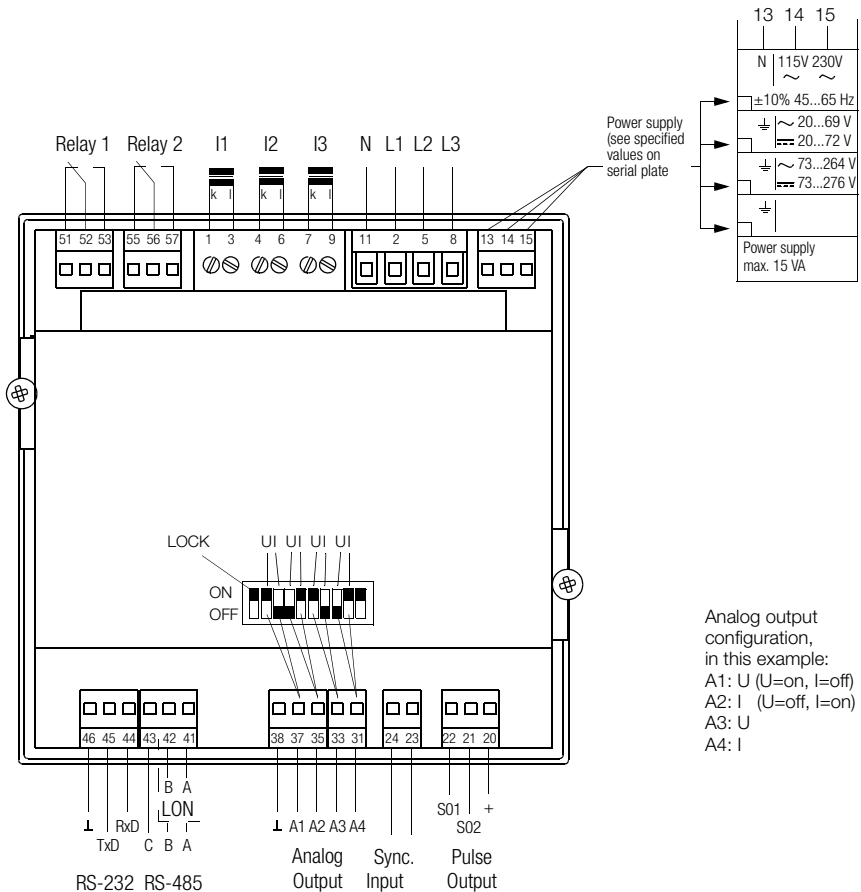 13 14 15
N 115V 230V
∼ ∼
±10% 45...65 Hz
∼ 20...69 V
20...72 V
∼ 73...264 V
73...276 V
Power supply
max. 15 VA
Power supply
(see specified
values on
serial plate
Relay 1 Relay 2 I1 I2 I3 N L1 L2 L3
k l k l k l
51 52 53 55 56 57 1 3 4 6 7 9 11 2 5 8 13 14 15
LOCK UI UI UI UI
ON
OFF
Analog output
configuration,
in this example:
A1: U (U=on, I=off)
A2: I (U=off, I=on)
A3: U
A4: I
46 45 44 43 42 41 38 37 35 33 31 24 23 22 21 20
B A
LON
⊥ RxD S01 +
TxD C B A ⊥ A1 A2 A3 A4 S02
RS-232 RS-485
Analog
Output
Sync.
Input
Pulse
Output